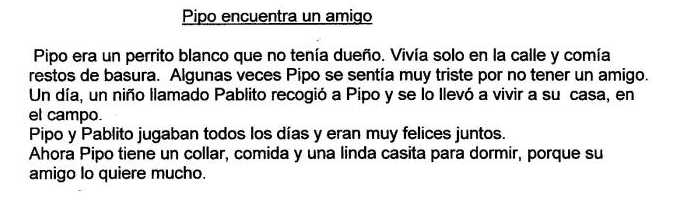 Pipo encuentra un amigo
Pipo era un perrito blanco que no tenía dueño. Vivía solo en la calle y comía
restos de basura. Algunas veces Pipo se sentía muy triste por no tener un amigo.
Un día, un niño llamado Pablito recogió a Pipo y se lo llevó a vivir a su casa, en
el campo.
Pipo y Pablito jugaban todos los días y eran muy felices juntos.
Ahora Pipo tiene un collar, comida y una linda casita para dormir, porque su
amigo lo quiere mucho.